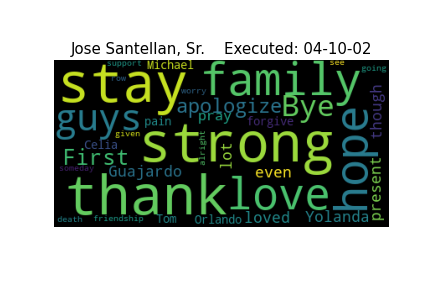 Jose Santellan, Sr. Executed: 04-10-02
support Michael see
stay family going
row worry
guys apologize Bye though
pain pray forgive
given strong hope
Celia alright lot
First even
someday Guajardo present
thank love
death friendship Tom Orlando loved Yolanda